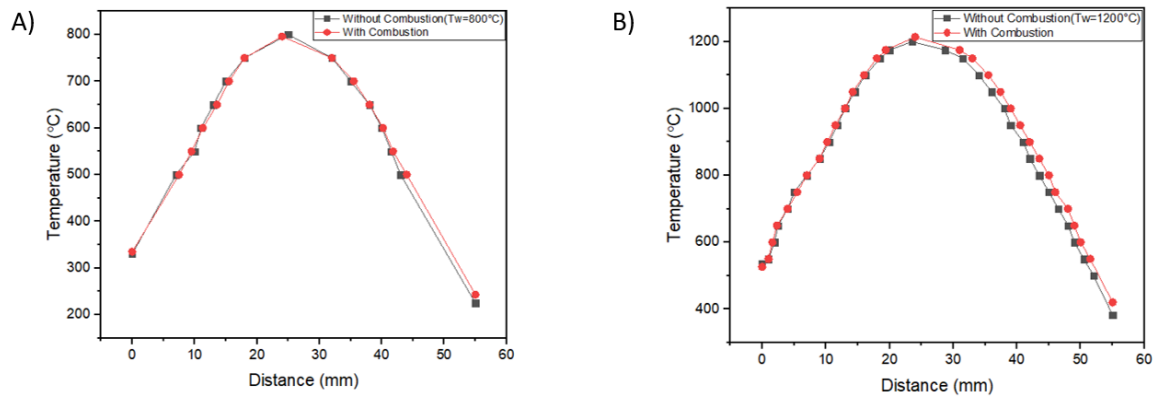 A)
Without Combustion(Tw=800°C)
With Combustion
Temperature (°C)
800
700
600
500
400
300
200
0 10 20 30 40 50 60
Distance (mm)
B)
Without Combustion(Tw=1200°C)
With Combustion
Temperature (°C)
1200
1000
800
600
400
0 10 20 30 40 50 60
Distance (mm)